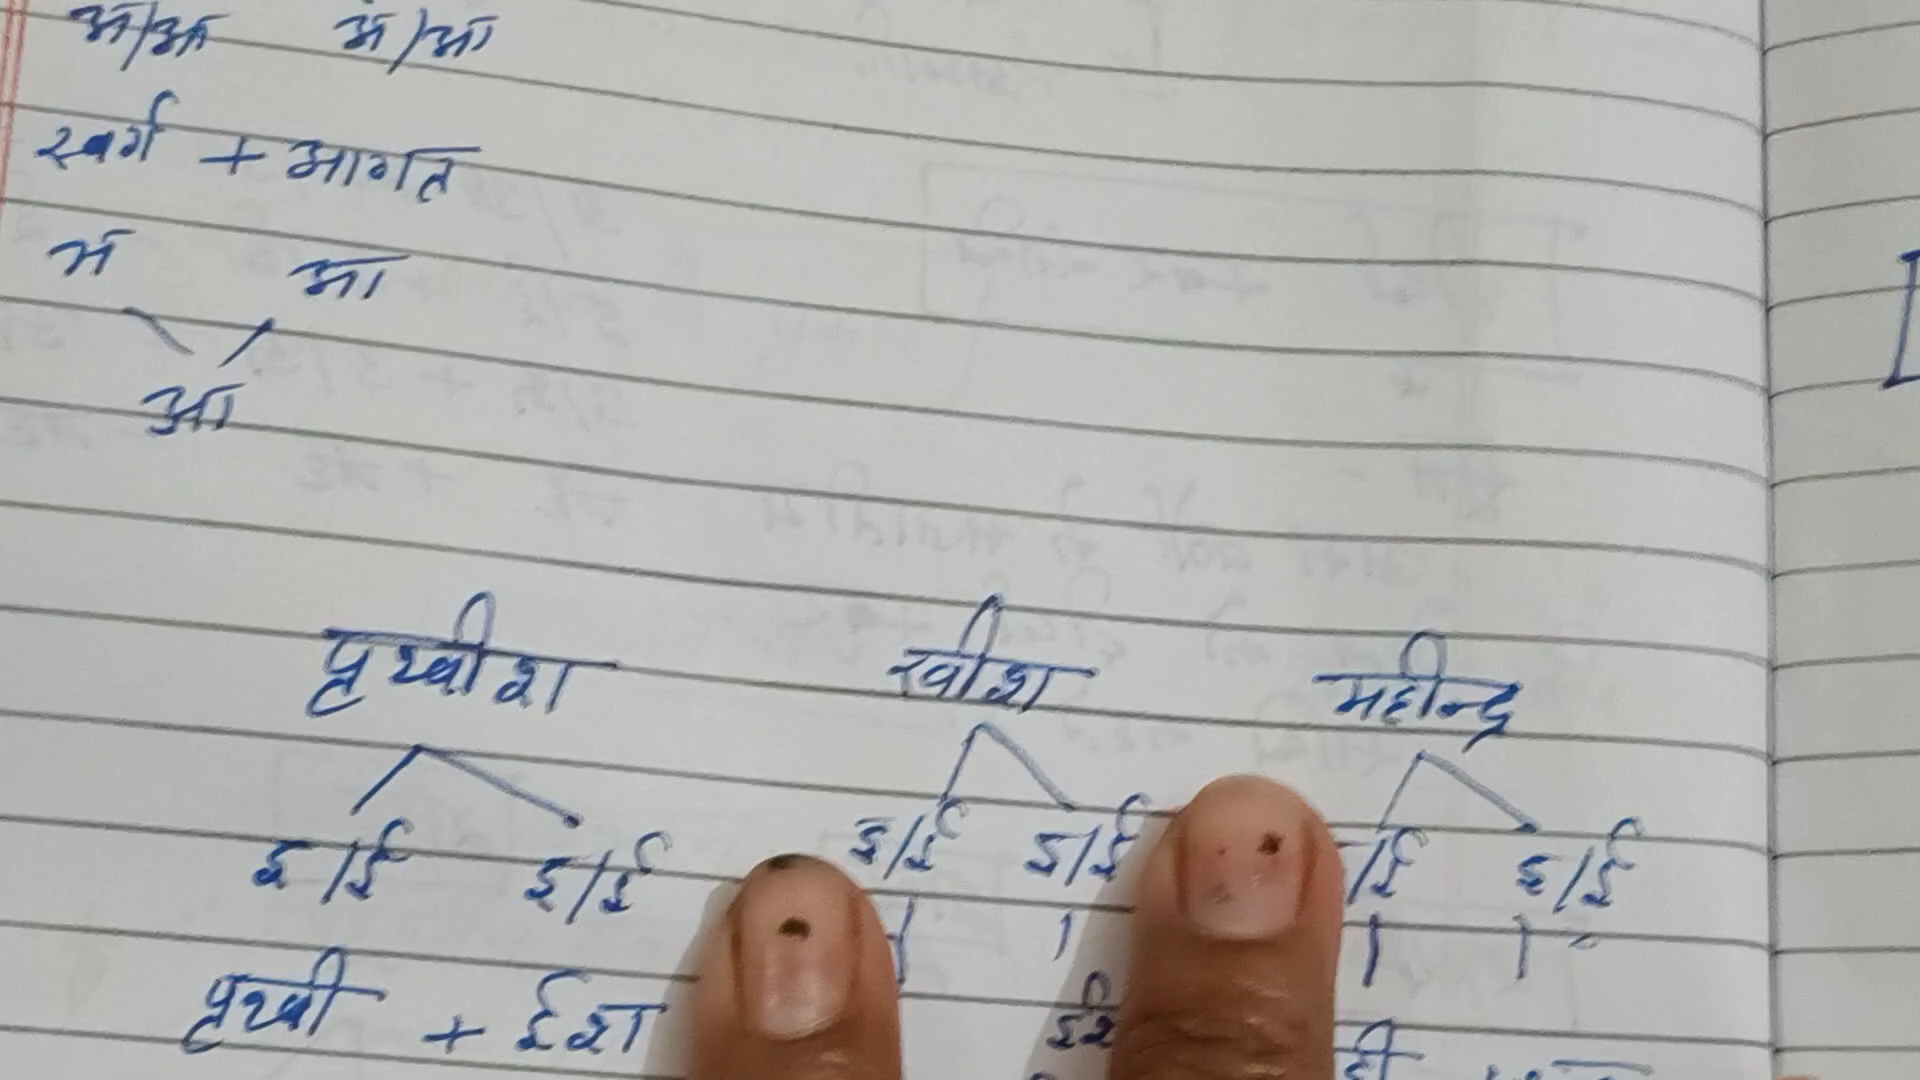 अ/आ अ/आ
स्वर्ग + आगत
अ आ
आ
पृथ्वीश रवीश महीन्द्र
इ/ई इ/ई इ/ई इ/ई /ई इ/ई
पृथ्वी + ईश